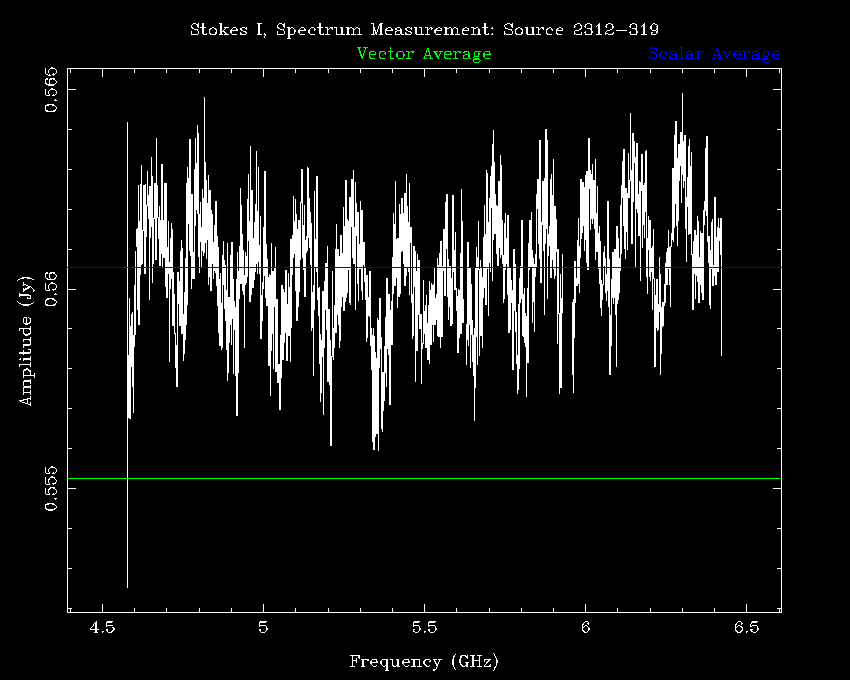 Stokes I, Spectrum Measurement: Source 2312-319
Vector Average
Scalar Average
0.565
0.56
0.555
Amplitude (Jy)
4.5
5
5.5
6
6.5
Frequency (GHz)